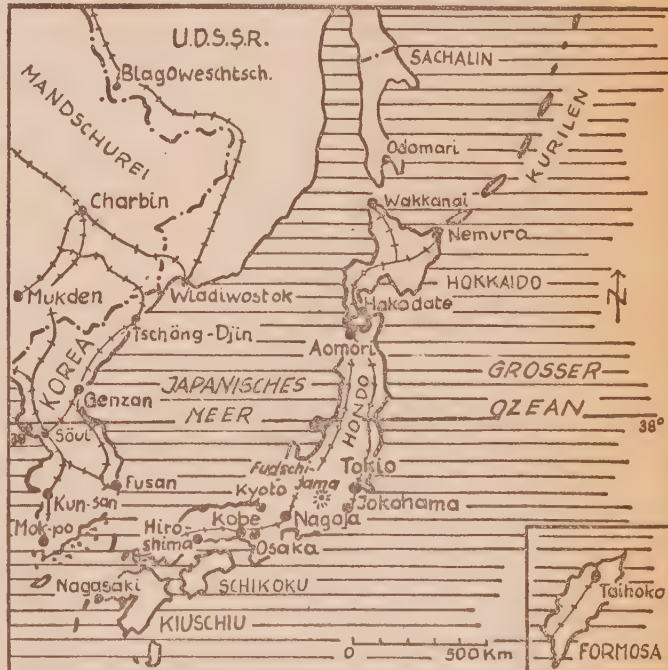 U.D.S.S.R.
SACHALIN
Blagoweschtsch.
MANDSCHUREI
KURILEN
Odomari
Charbin
Wakkanai
Nemura
HOKKAIDO
Mukden
Wladiwostok
Hakodate
N
Tschöng-Djin
Aomori
KOREA
Genzan
JAPANISCHES
MEER
HONDO
GROSSER
OZEAN
38°
38°
Söul
Fudschi-
jama
Tokio
Fusan
Kyoto
Jokohama
Kun-san
Kobe
Nagoja
Mok-po
Hiro-
shima
Osaka
Nagasaki
SCHIKOKU
KIUSCHIU
0 500 Km
Taihoko
FORMOSA